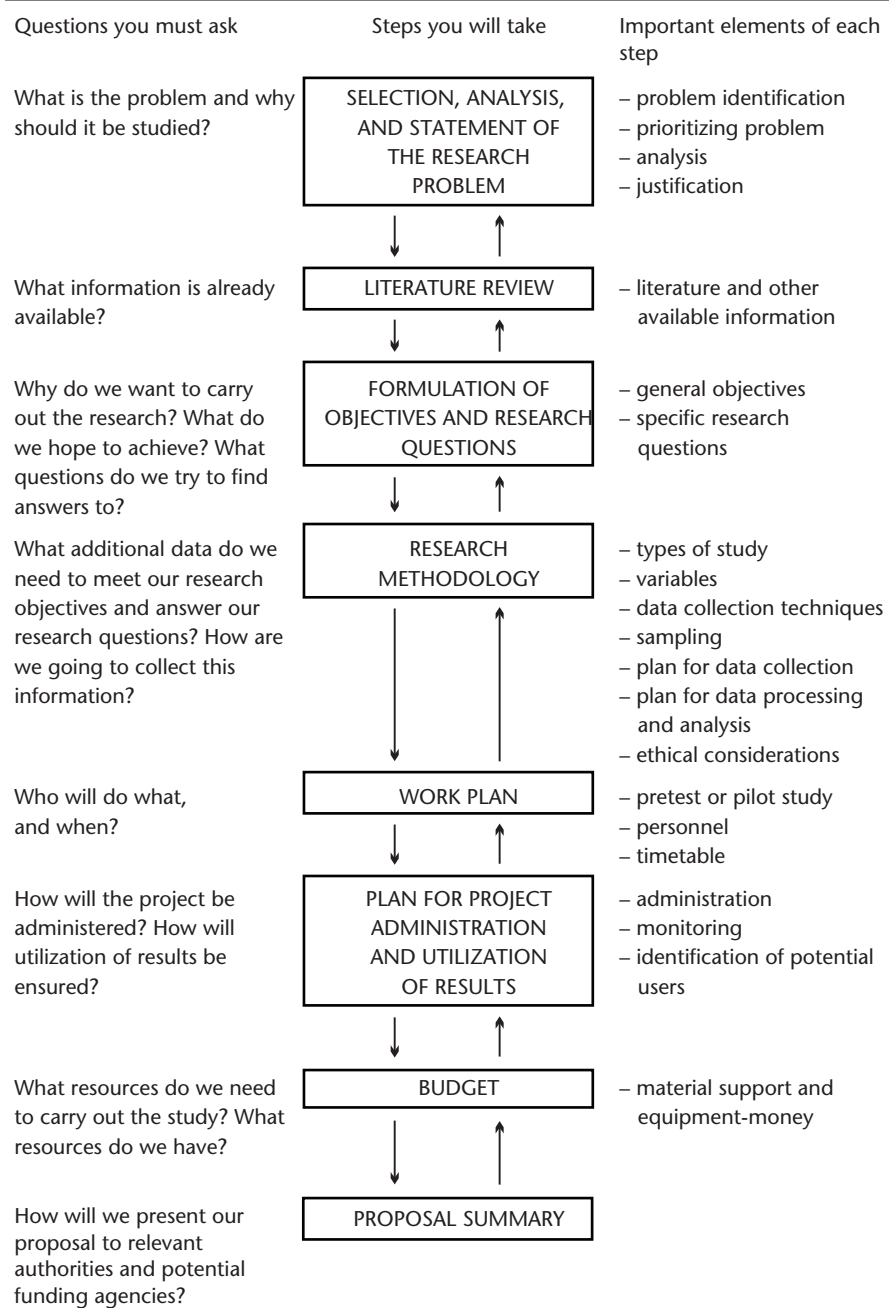 Questions you must ask
Steps you will take
Important elements of each
step
What is the problem and why
should it be studied?
SELECTION, ANALYSIS,
AND STATEMENT OF
THE RESEARCH
PROBLEM
– problem identification
– prioritizing problem
– analysis
– justification
What information is already
available?
LITERATURE REVIEW
– literature and other
available information
Why do we want to carry
out the research? What do
we hope to achieve? What
questions do we try to find
answers to?
FORMULATION OF
OBJECTIVES AND RESEARCH
QUESTIONS
– general objectives
– specific research
questions
What additional data do we
need to meet our research
objectives and answer our
research questions? How are
we going to collect this
information?
RESEARCH
METHODOLOGY
– types of study
– variables
– data collection techniques
– sampling
– plan for data collection
– plan for data processing
and analysis
– ethical considerations
Who will do what,
and when?
WORK PLAN
– pretest or pilot study
– personnel
– timetable
How will the project be
administered? How will
utilization of results be
ensured?
PLAN FOR PROJECT
ADMINISTRATION
AND UTILIZATION
OF RESULTS
– administration
– monitoring
– identification of potential
users
What resources do we need
to carry out the study? What
resources do we have?
BUDGET
– material support and
equipment-money
How will we present our
proposal to relevant
authorities and potential
funding agencies?
PROPOSAL SUMMARY